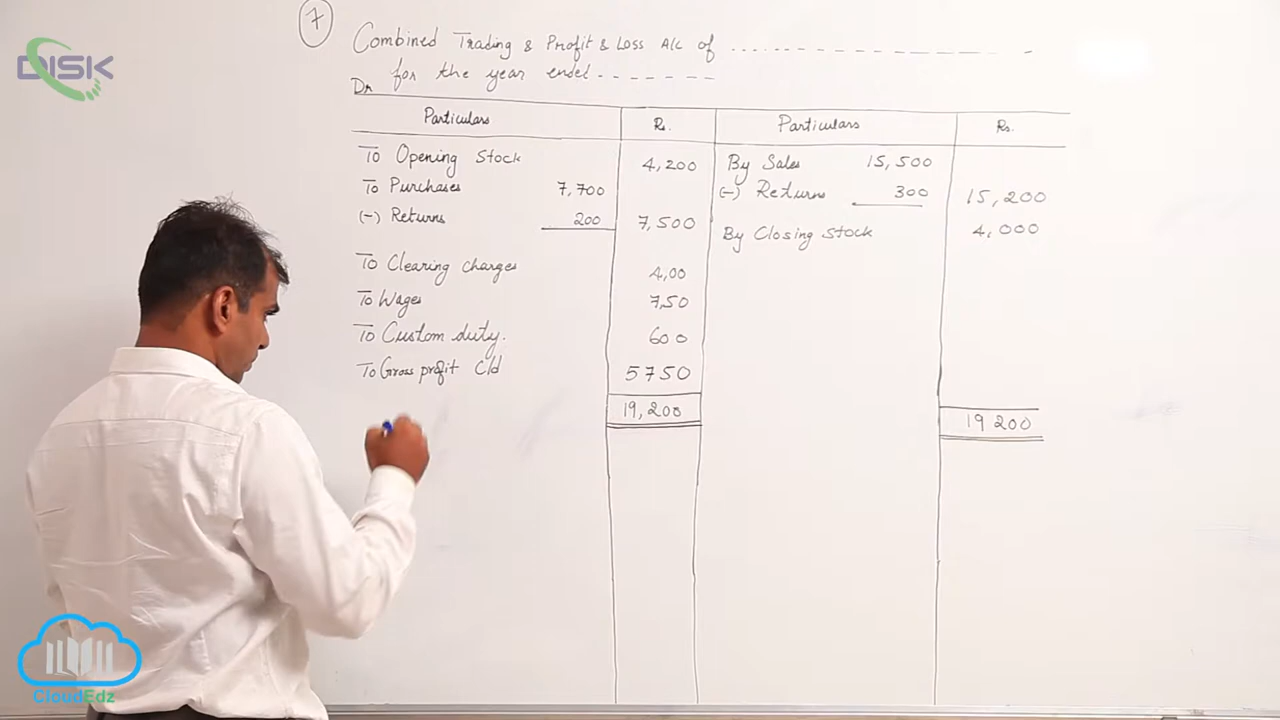 7
DISK
Combined Trading & Profit & Loss A/c of
for the year ended
Dr
Particulars Rs. Particulars Rs.
To Opening Stock 4,200 By Sales 15,500
To Purchases 7,700 (-) Returns 300 15,200
(-) Returns 200 7,500 By Closing Stock 4,000
To Clearing charges 4,00
To Wages 7,50
To Custom duty. 600
To Gross profit C/d 5750
19,200 19 200
CloudEdz